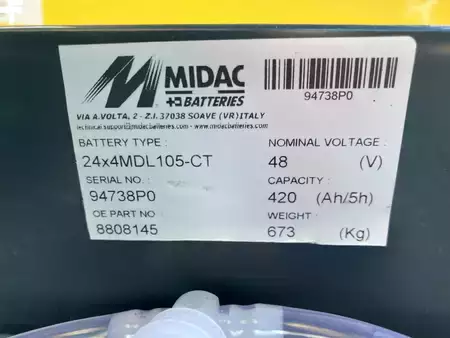 MIDAC
BATTERIES
94738P0
VIA A.VOLTA, 2 - Z.I. 37038 SOAVE (VR) ITALY
technical.support@midacbatteries.com - www.midacbatteries.com
BATTERY TYPE :
NOMINAL VOLTAGE :
24x4MDL105-CT
48 (V)
SERIAL NO. :
CAPACITY :
94738P0
420 (Ah/5h)
OE PART NO :
WEIGHT :
8808145
673 (Kg)